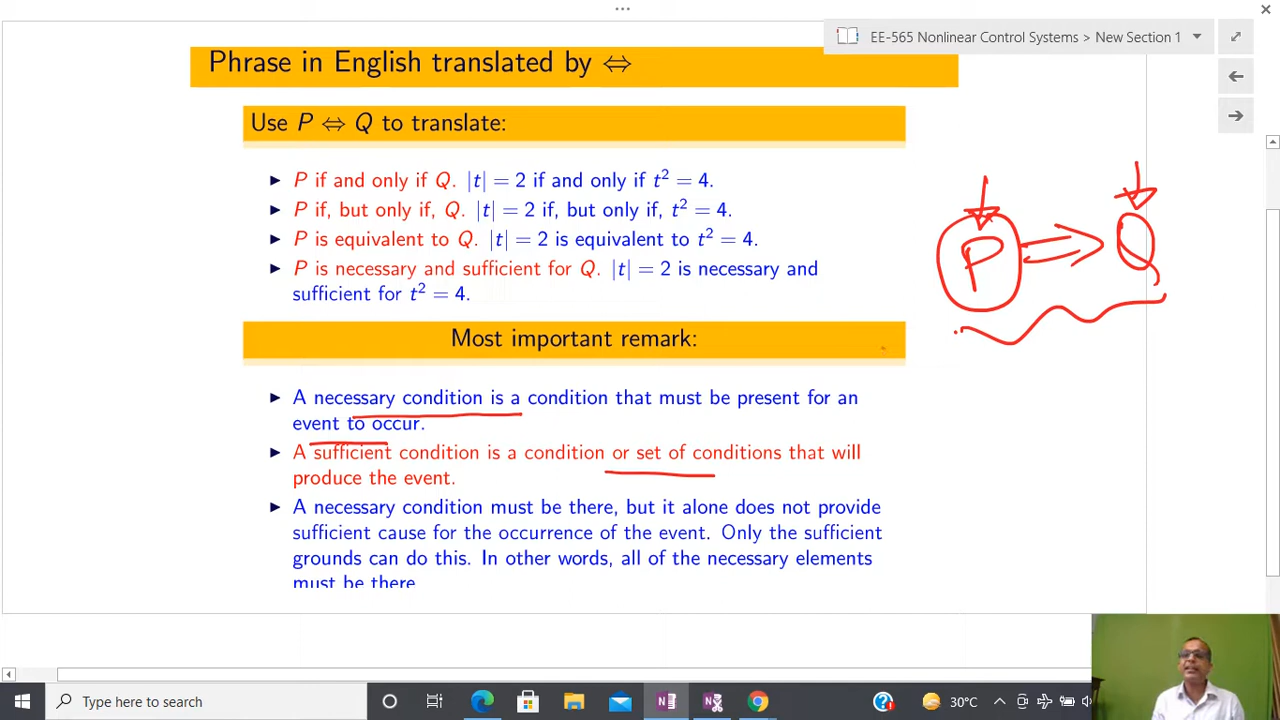 EE-565 Nonlinear Control Systems > New Section 1
Phrase in English translated by ⇔
Use P ⇔ Q to translate:
► P if and only if Q. |t| = 2 if and only if t² = 4.
► P if, but only if, Q. |t| = 2 if, but only if, t² = 4.
► P is equivalent to Q. |t| = 2 is equivalent to t² = 4.
► P is necessary and sufficient for Q. |t| = 2 is necessary and
sufficient for t² = 4.
P ⇒ Q
Most important remark:
► A necessary condition is a condition that must be present for an
event to occur.
► A sufficient condition is a condition or set of conditions that will
produce the event.
► A necessary condition must be there, but it alone does not provide
sufficient cause for the occurrence of the event. Only the sufficient
grounds can do this. In other words, all of the necessary elements
must be there
Type here to search
30°C